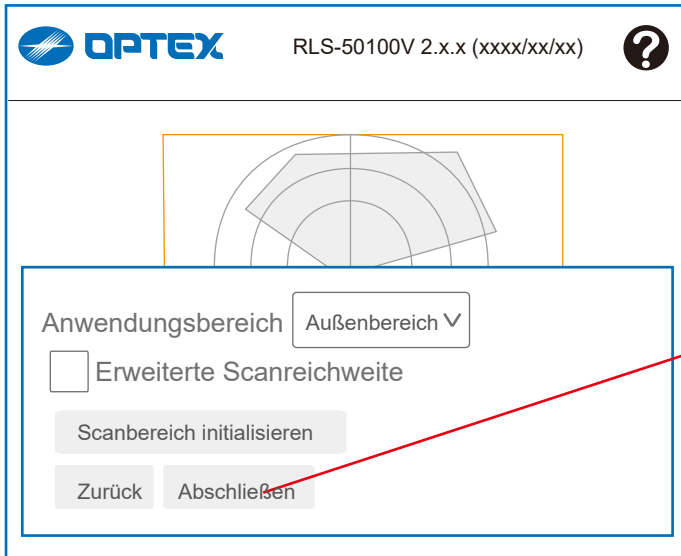 OPTEX RLS-50100V 2.x.x (xxxx/xx/xx) ?
Anwendungsbereich Außenbereich
Erweiterte Scanreichweite
Scanbereich initialisieren
Zurück Abschließen